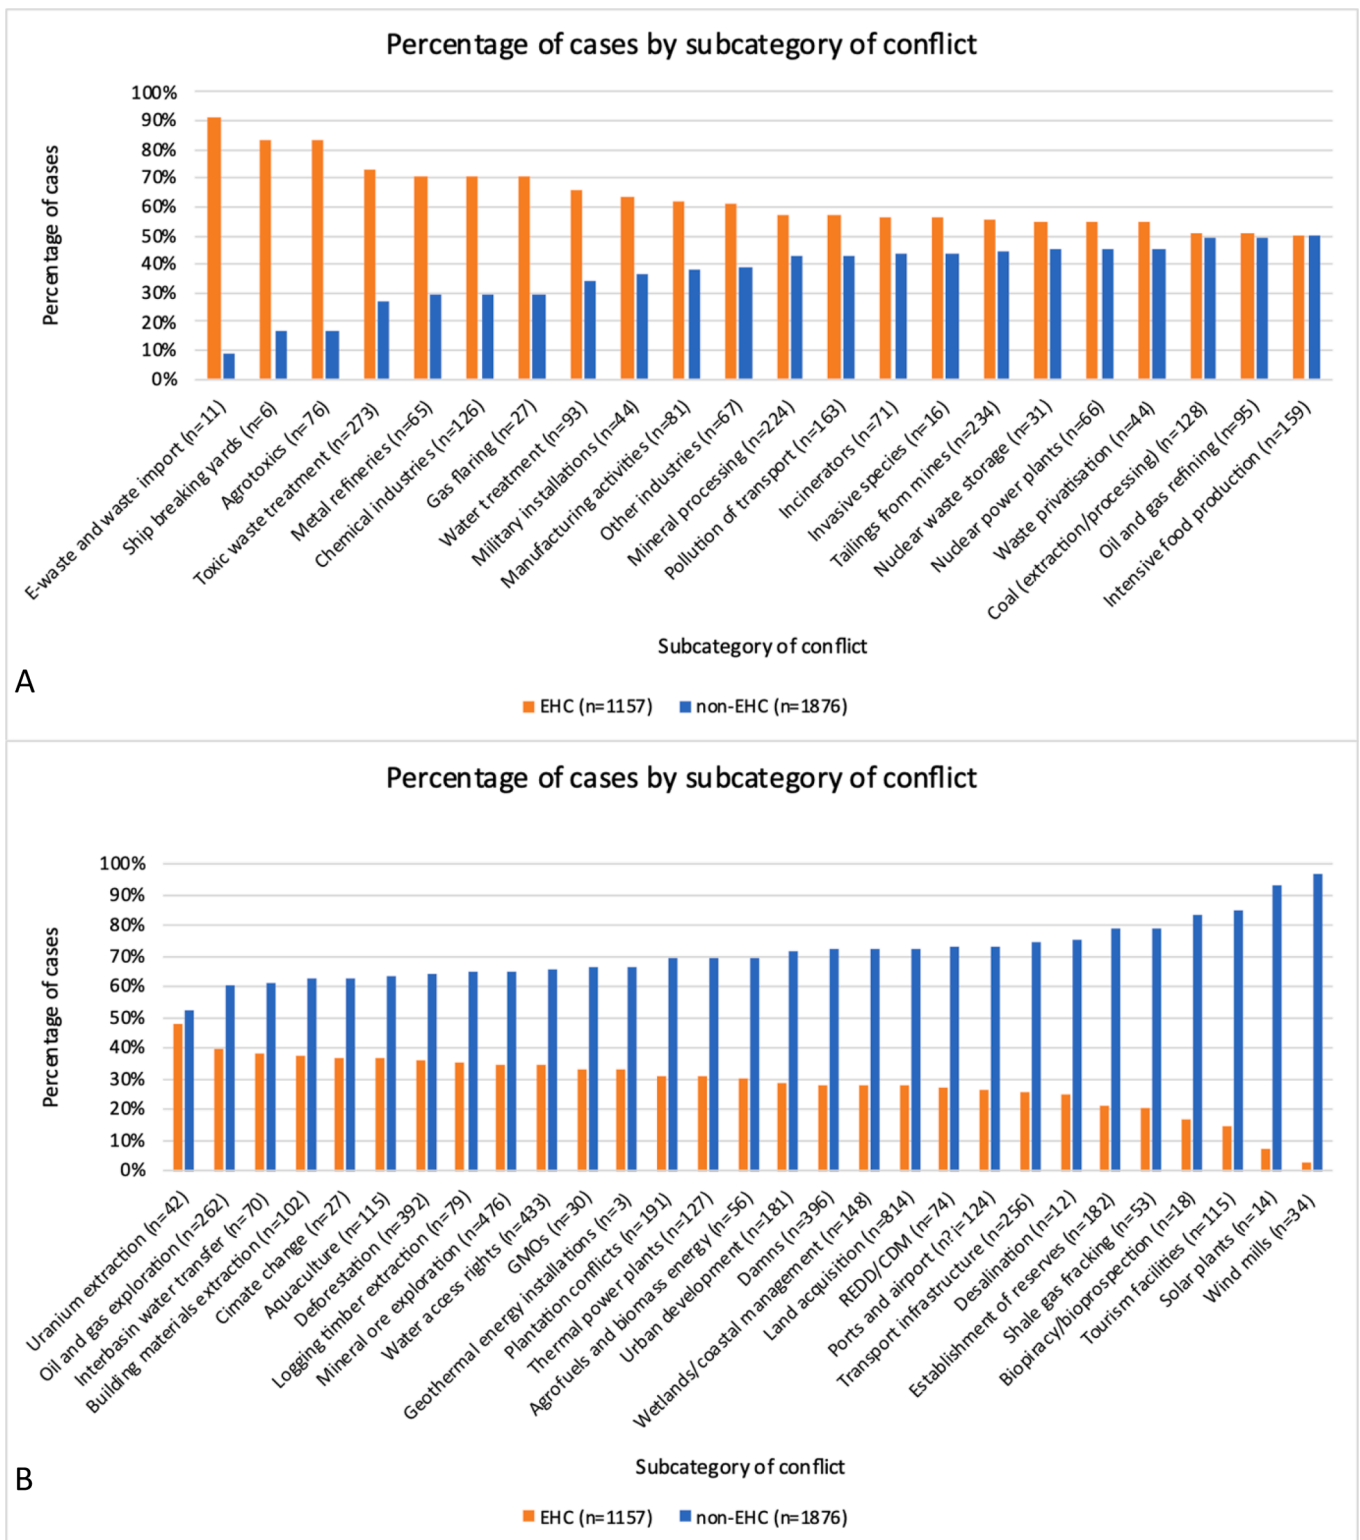 Percentage of cases by subcategory of conflict
Percentage of cases
100%
90%
80%
70%
60%
50%
40%
30%
20%
10%
0%
E-waste and waste import (n=11)
Ship breaking yards (n=6)
Agrotoxics (n=76)
Toxic waste treatment (n=273)
Metal refineries (n=65)
Chemical industries (n=126)
Gas flaring (n=27)
Water treatment (n=93)
Military installations (n=44)
Manufacturing activities (n=81)
Other industries (n=67)
Mineral processing (n=224)
Pollution of transport (n=163)
Incinerators (n=71)
Invasive species (n=16)
Tailings from mines (n=234)
Nuclear waste storage (n=31)
Nuclear power plants (n=66)
Waste privatisation (n=44)
Coal (extraction/processing) (n=128)
Oil and gas refining (n=95)
Intensive food production (n=159)
Subcategory of conflict
A
EHC (n=1157)
non-EHC (n=1876)
Percentage of cases by subcategory of conflict
Percentage of cases
100%
90%
80%
70%
60%
50%
40%
30%
20%
10%
0%
Uranium extraction (n=42)
Oil and gas exploration (n=262)
Interbasin water transfer (n=70)
Building materials extraction (n=102)
Cimate change (n=27)
Aquaculture (n=115)
Deforestation (n=392)
Logging timber extraction (n=79)
Mineral ore exploration (n=476)
Water access rights (n=433)
GMOs (n=30)
Geothermal energy installations (n=3)
Plantation conflicts (n=191)
Thermal power plants (n=127)
Agrofuels and biomass energy (n=56)
Urban development (n=181)
Damns (n=396)
Wetlands/coastal management (n=148)
Land acquisition (n=814)
REDD/CDM (n=74)
Ports and airport (n?i=124)
Transport infrastructure (n=256)
Desalination (n=12)
Establishment of reserves (n=182)
Shale gas fracking (n=53)
Biopiracy/bioprospection (n=18)
Tourism facilities (n=115)
Solar plants (n=14)
Wind mills (n=34)
Subcategory of conflict
B
EHC (n=1157)
non-EHC (n=1876)